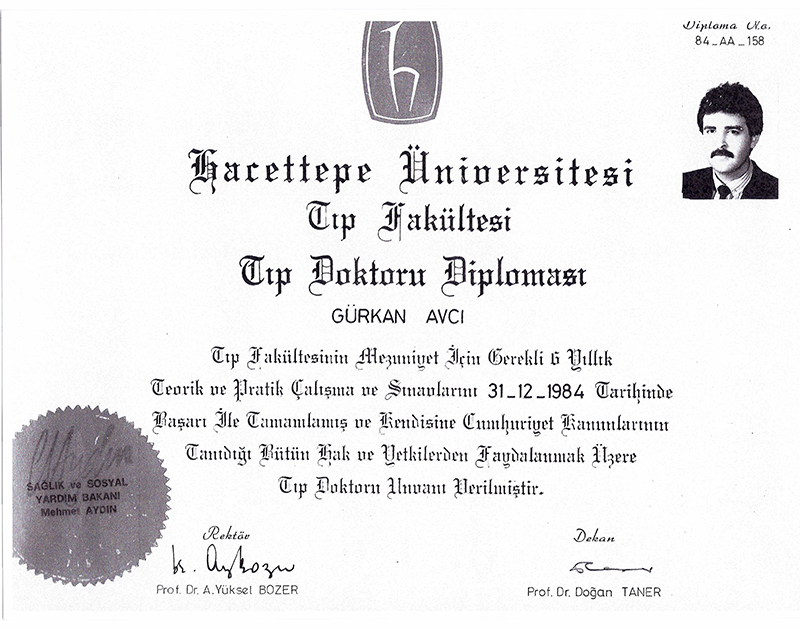 Diploma No.
84_AA_158
Hacettepe Üniversitesi
Tıp Fakültesi
Tıp Doktoru Diploması
GÜRKAN AVCI
Tıp Fakültesinin Mezuniyet İçin Gerekli 6 Yıllık
Teorik ve Pratik Çalışma ve Sınavlarını 31_12_1984 Tarihinde
Başarı İle Tamamlamış ve Kendisine Cumhuriyet Kanunlarının
Tanıdığı Bütün Hak ve Yetkilerden Faydalanmak Üzere
Tıp Doktoru Unvanı Verilmiştir.
SAĞLIK ve SOSYAL
YARDIM BAKANI
Mehmet AYDIN
Rektör
Prof. Dr. A. Yüksel BOZER
Dekan
Prof. Dr. Doğan TANER